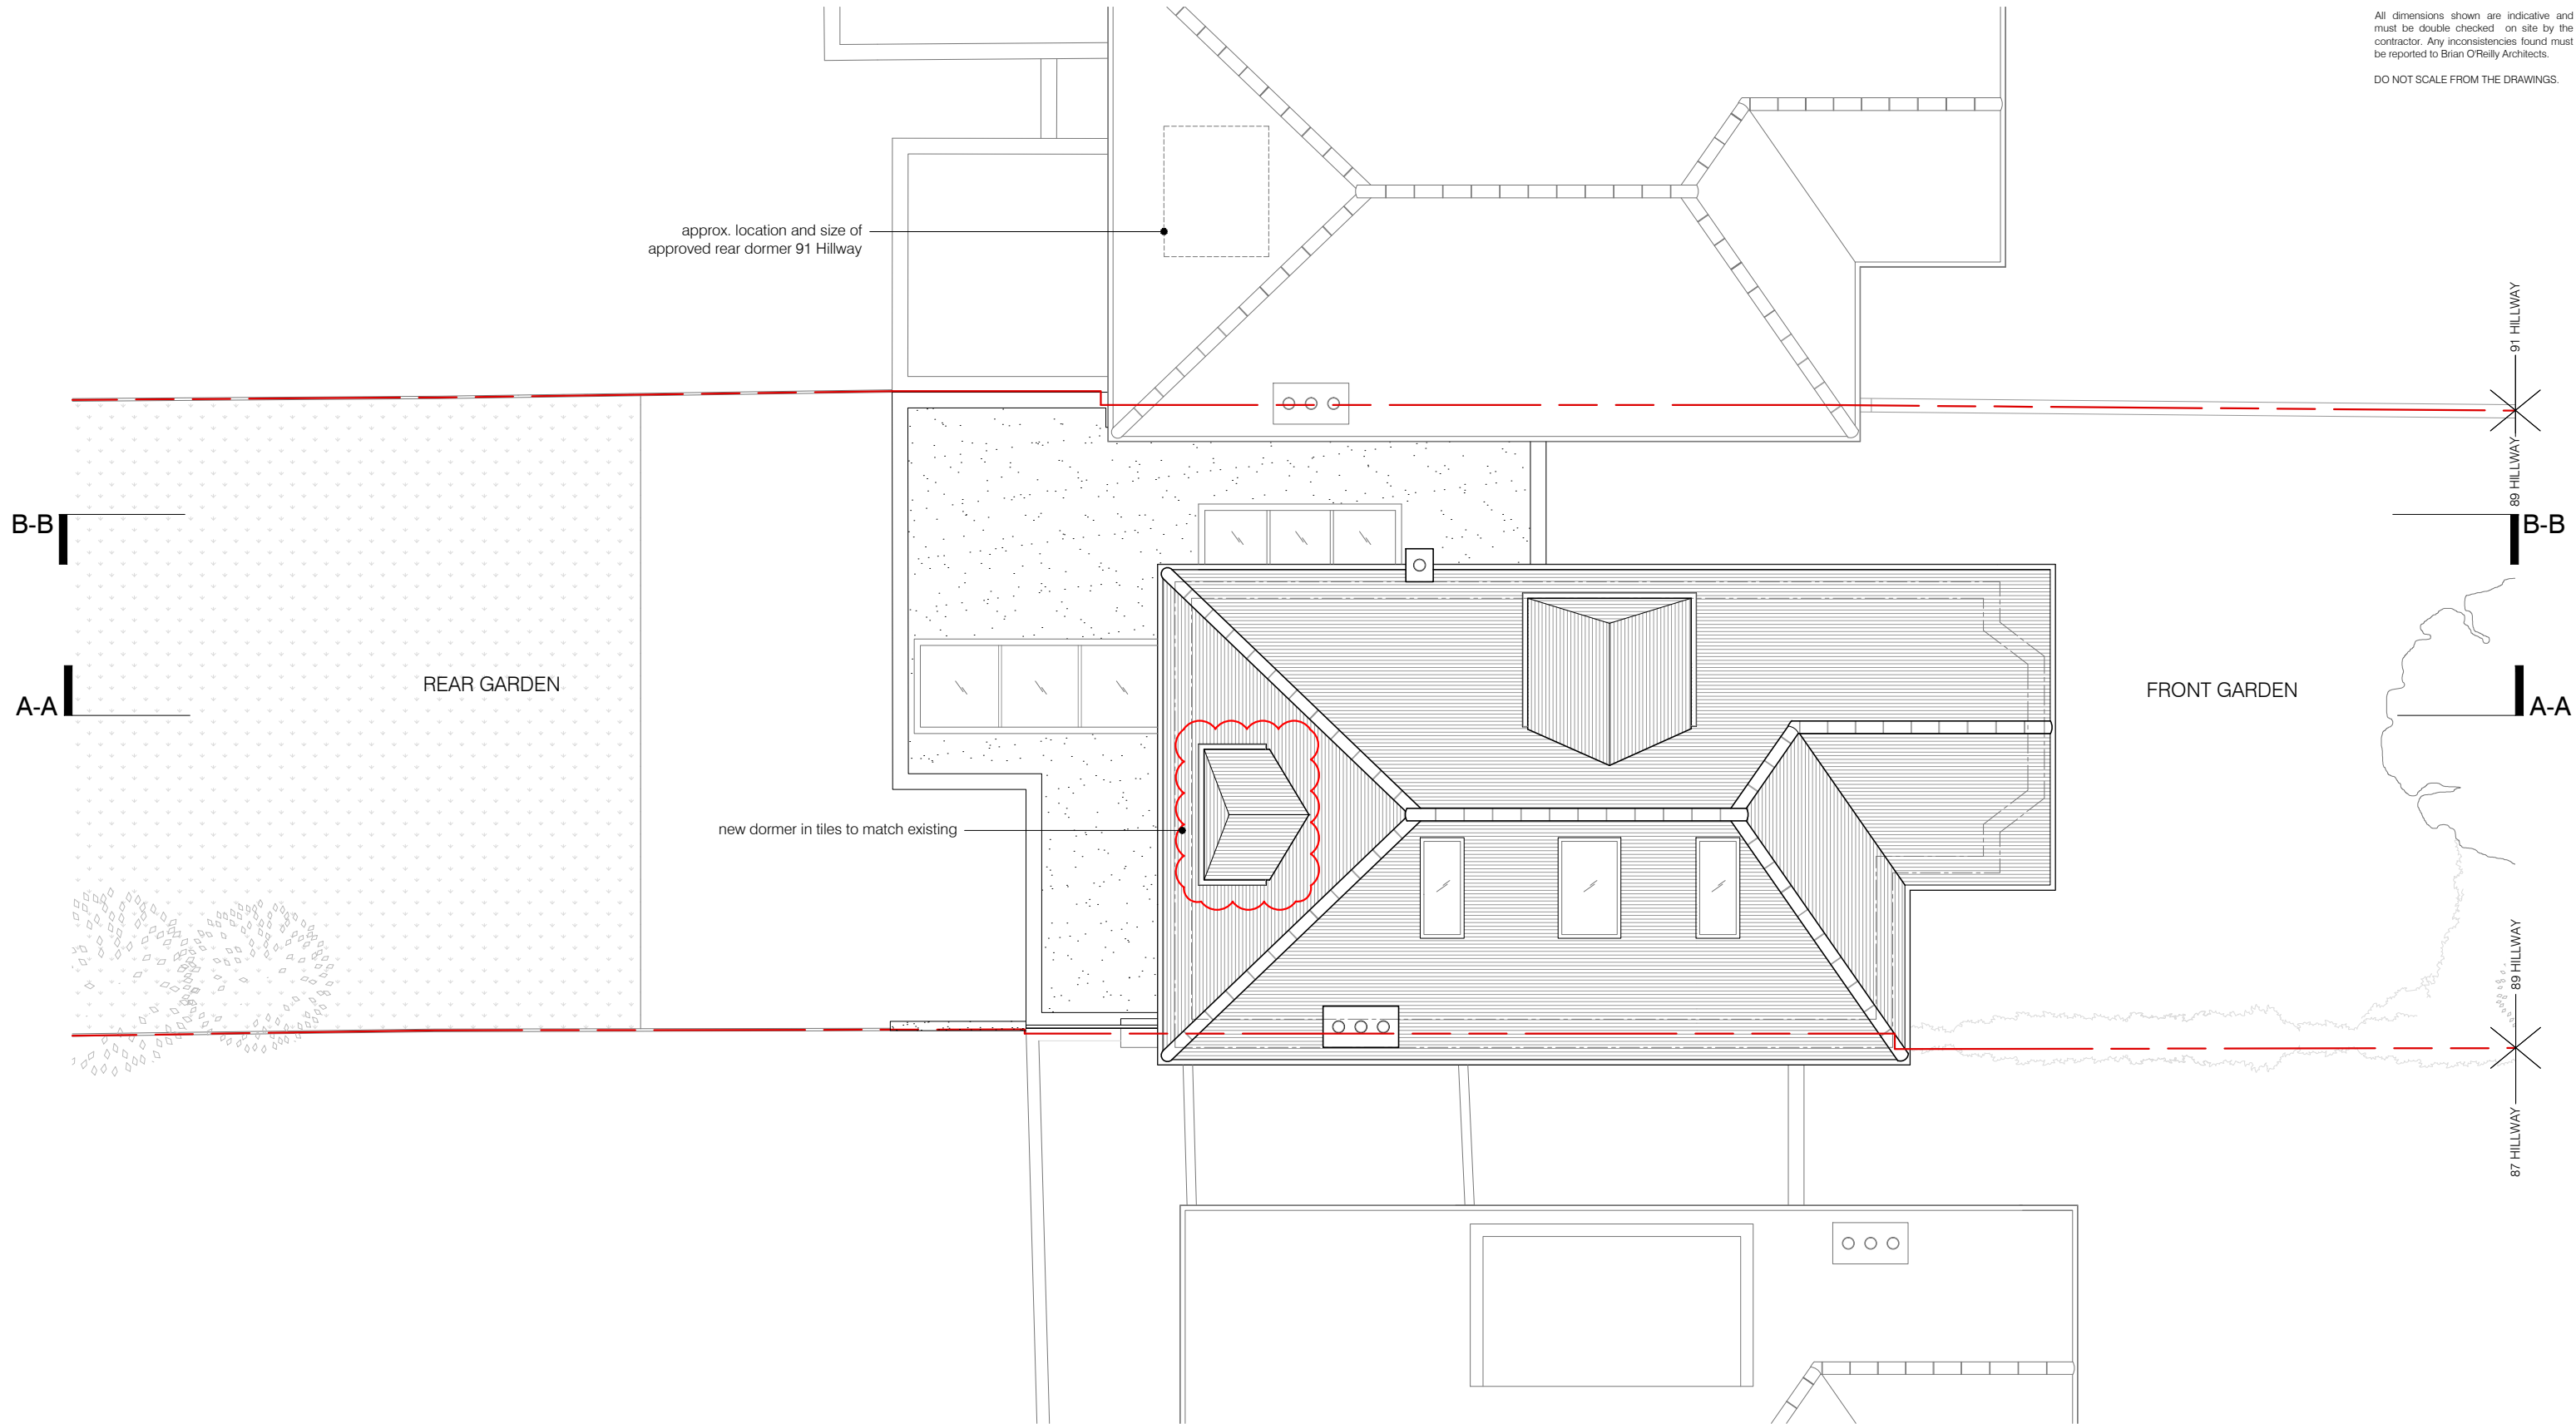 All dimensions shown are indicative and
must be double checked on site by the
contractor. Any inconsistencies found must
be reported to Brian O'Reilly Architects.
DO NOT SCALE FROM THE DRAWINGS.
approx. location and size of
approved rear dormer 91 Hillway
91 HILLWAY
89 HILLWAY
B-B
B-B
REAR GARDEN
FRONT GARDEN
A-A
A-A
new dormer in tiles to match existing
89 HILLWAY
87 HILLWAY